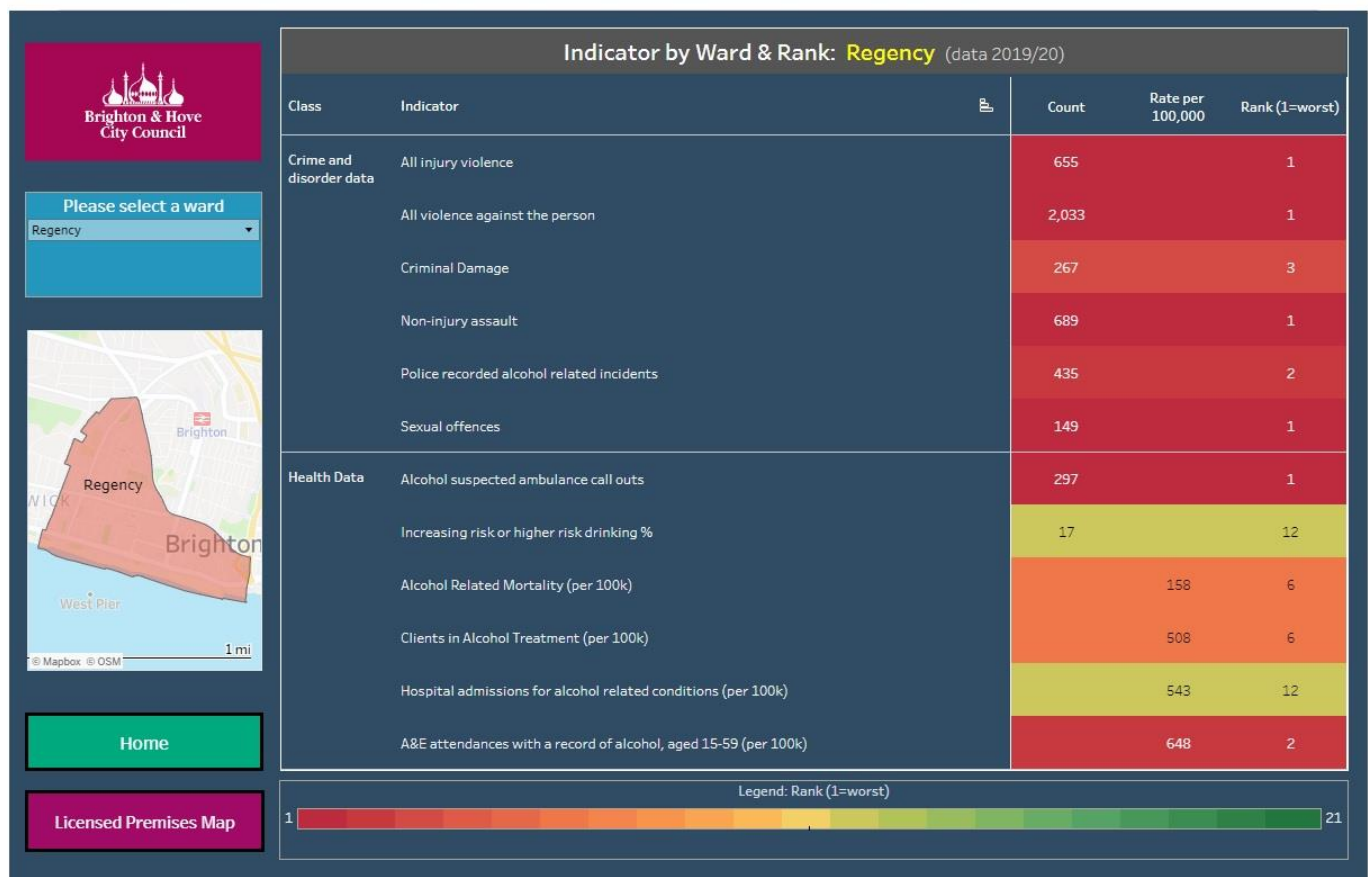 Brighton & Hove
City Council
Please select a ward
Regency
Regency
Brighton
WICK
Brighton
West Pier
1 mi
© Mapbox © OSM
Home
Licensed Premises Map
Indicator by Ward & Rank: Regency (data 2019/20)
Class Indicator Count Rate per 100,000 Rank (1=worst)
Crime and disorder data All injury violence 655 1
All violence against the person 2,033 1
Criminal Damage 267 3
Non-injury assault 689 1
Police recorded alcohol related incidents 435 2
Sexual offences 149 1
Health Data Alcohol suspected ambulance call outs 297 1
Increasing risk or higher risk drinking % 17 12
Alcohol Related Mortality (per 100k) 158 6
Clients in Alcohol Treatment (per 100k) 508 6
Hospital admissions for alcohol related conditions (per 100k) 543 12
A&E attendances with a record of alcohol, aged 15-59 (per 100k) 648 2
Legend: Rank (1=worst)
1 21